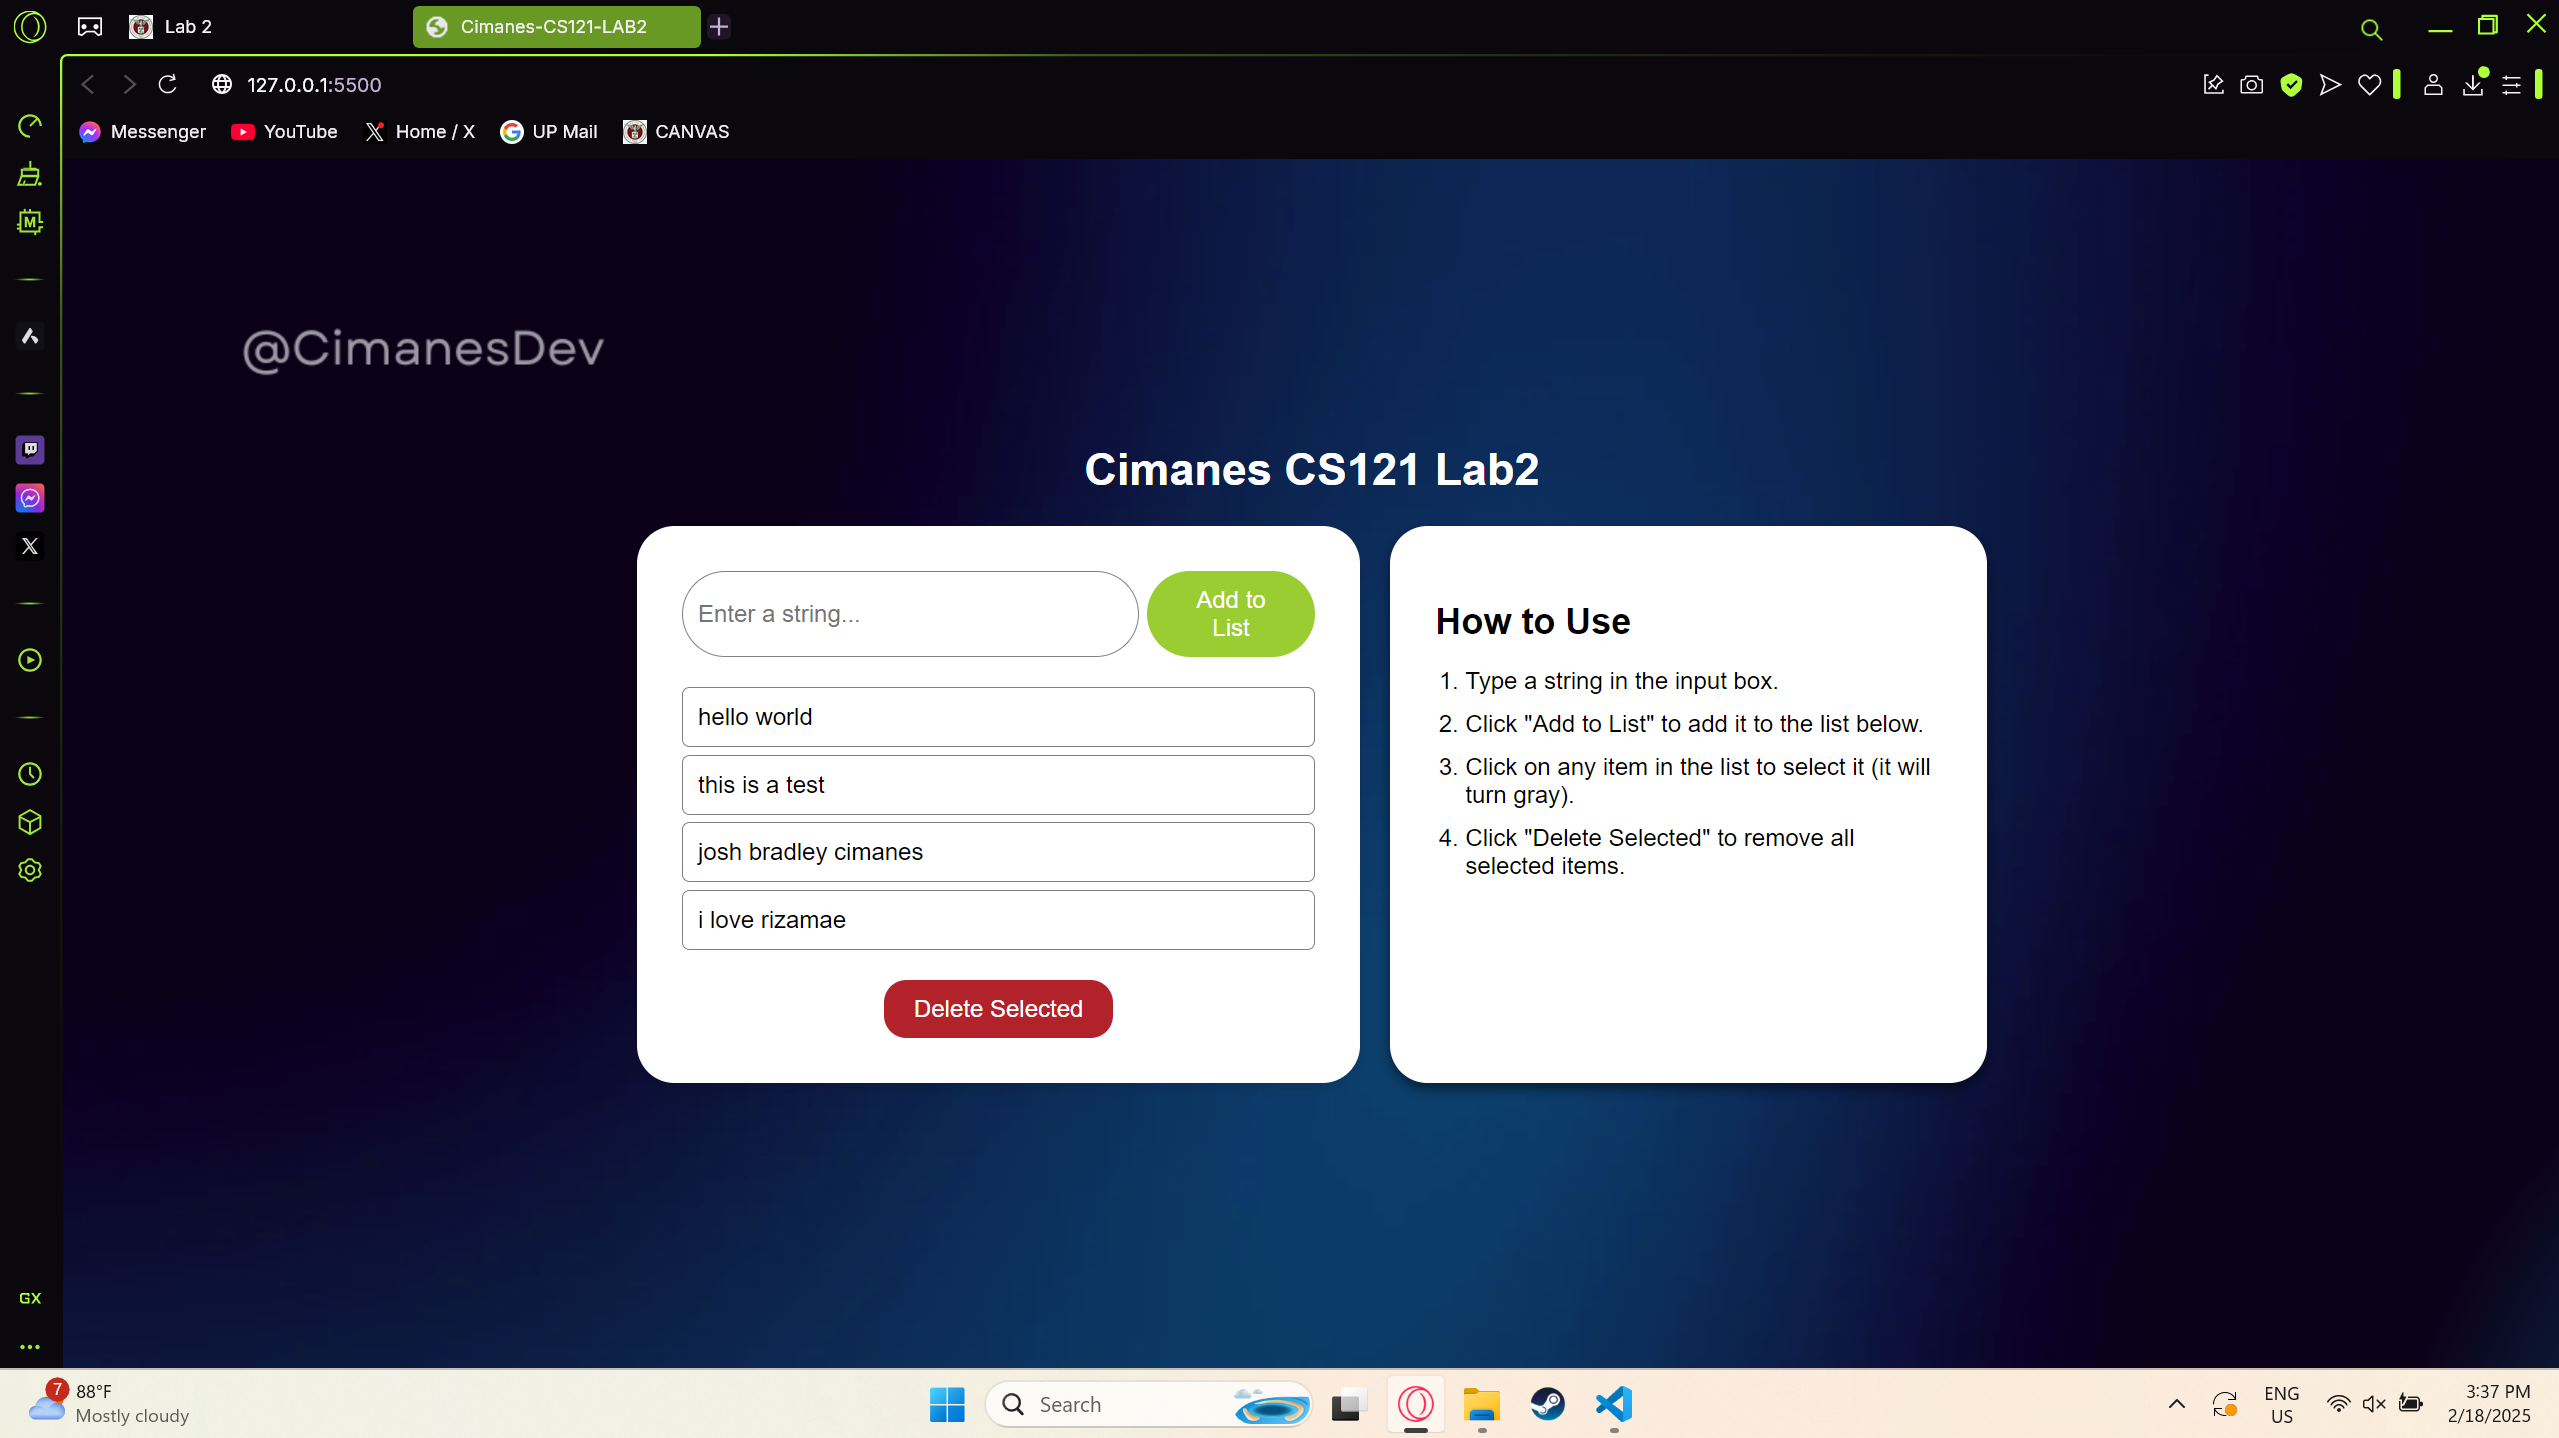 Lab 2
Cimanes-CS121-LAB2
127.0.0.1:5500
Messenger
YouTube
Home / X
UP Mail
CANVAS
M
@CimanesDev
Cimanes CS121 Lab2
Enter a string...
Add to
List
hello world
this is a test
josh bradley cimanes
i love rizamae
Delete Selected
How to Use
1. Type a string in the input box.
2. Click "Add to List" to add it to the list below.
3. Click on any item in the list to select it (it will
turn gray).
4. Click "Delete Selected" to remove all
selected items.
GX
7
88°F
Mostly cloudy
Search
ENG
US
3:37 PM
2/18/2025